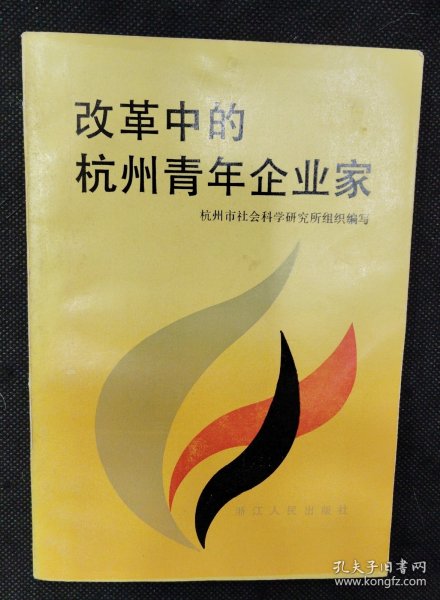 改革中的
杭州青年企业家
杭州市社会科学研究所组织编写
浙江人民出版社
孔夫子旧书网
www.kongfz.com